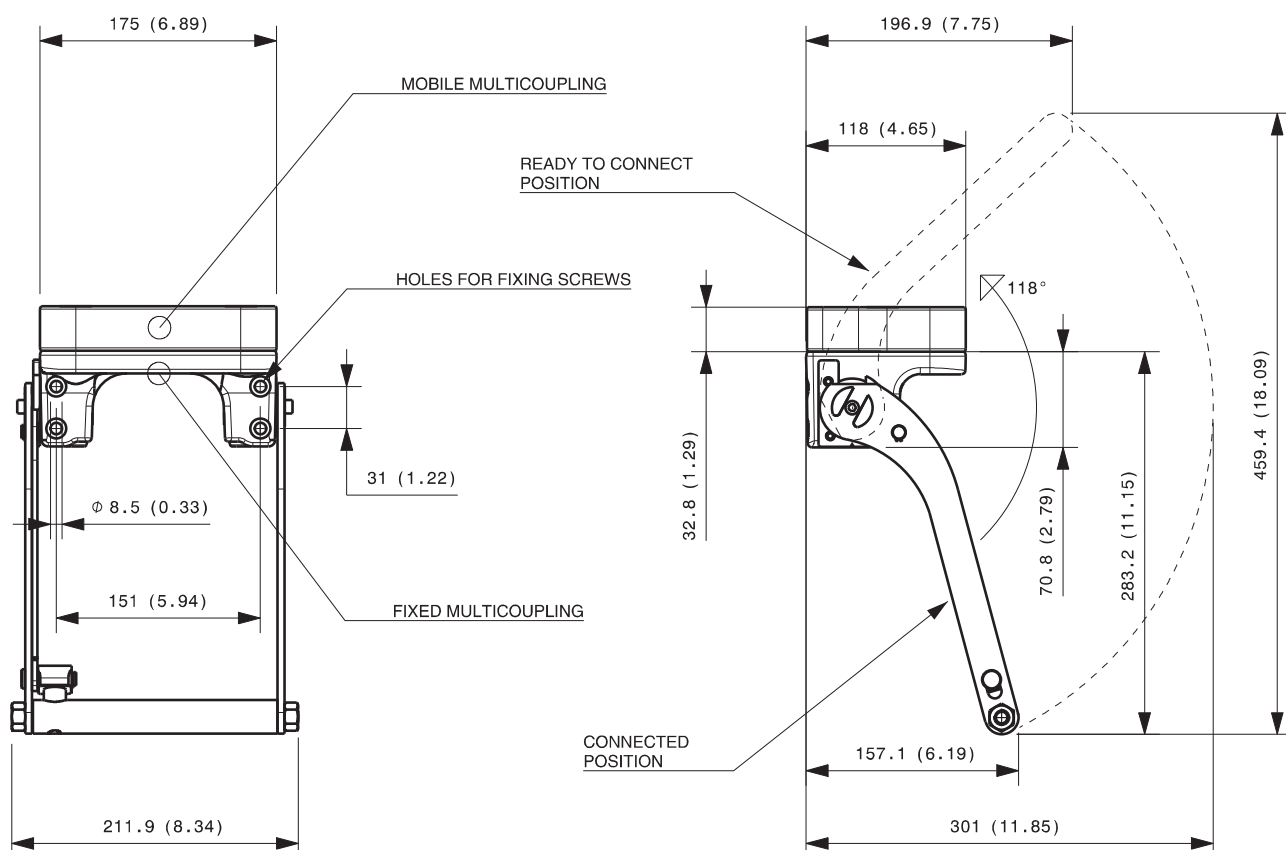 175 (6.89)
196.9 (7.75)
MOBILE MULTICOUPLING
118 (4.65)
READY TO CONNECT
POSITION
HOLES FOR FIXING SCREWS
118°
31 (1.22)
32.8 (1.29)
459.4 (18.09)
ϕ 8.5 (0.33)
70.8 (2.79)
283.2 (11.15)
151 (5.94)
FIXED MULTICOUPLING
CONNECTED
POSITION
157.1 (6.19)
211.9 (8.34)
301 (11.85)